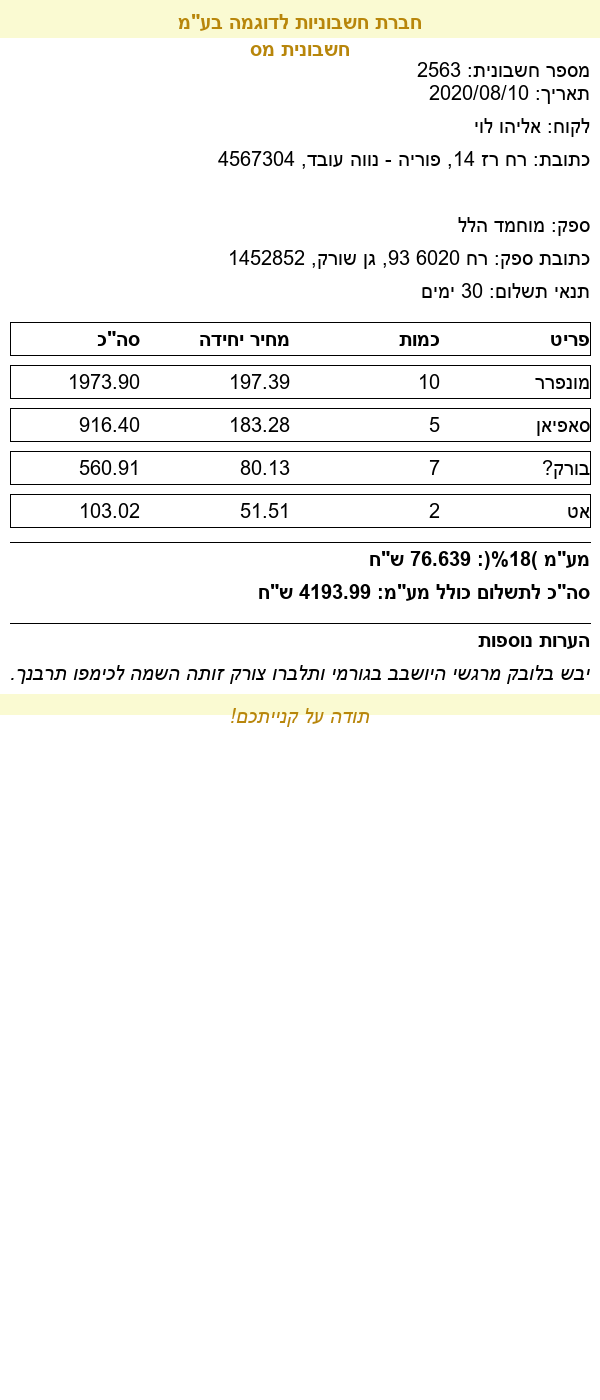 חברת חשבוניות לדוגמה בע"מ
חשבונית מס
מספר חשבונית: 2563
תאריך: 2020/08/10
לקוח: אליהו לוי
כתובת: רח רז 14, פוריה - נווה עובד, 4567304
ספק: מוחמד הלל
כתובת ספק: רח 6020 93, גן שורק, 1452852
תנאי תשלום: 30 ימים
פריט כמות מחיר יחידה סה"כ
מונפרר 10 197.39 1973.90
סאפיאן 5 183.28 916.40
בורק? 7 80.13 560.91
אט 2 51.51 103.02
מע"מ )18%(: 76.639 ש"ח
סה"כ לתשלום כולל מע"מ: 4193.99 ש"ח
הערות נוספות
יבש בלובק מרגשי היושבב בגורמי ותלברו צורק זותה השמה לכימפו תרבנך.
תודה על קנייתכם!